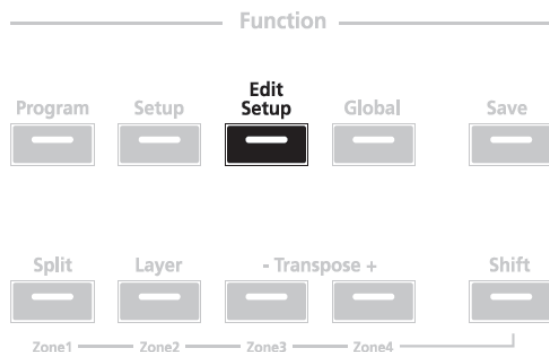 Function
Program Setup Edit Setup Global Save
Split Layer - Transpose + Shift
Zone1 Zone2 Zone3 Zone4